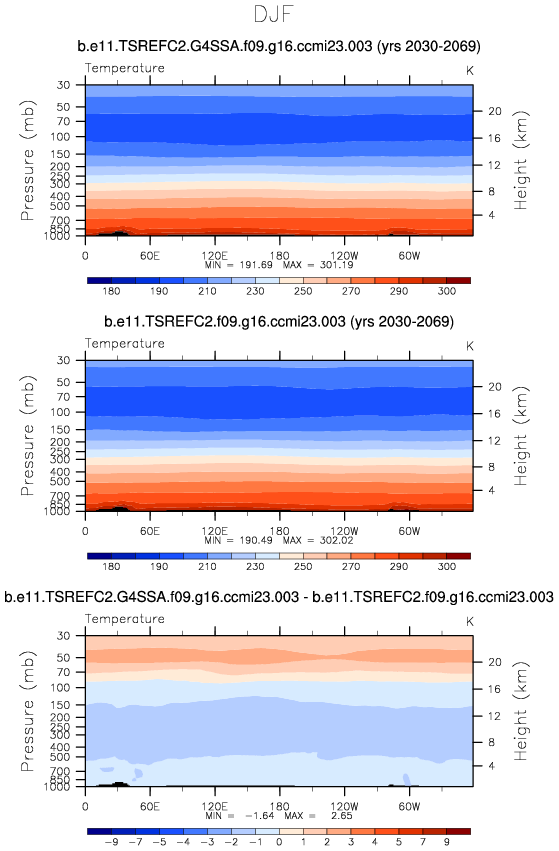 DJF
b.e11.TSREFC2.G4SSA.f09.g16.ccmi23.003 (yrs 2030-2069)
Temperature K
Pressure (mb)
30
50
70
100
150
200
250
300
400
500
700
850
1000
20
16
12
8
4
Height (km)
0 60E 120E 180 120W 60W
MIN = 191.69 MAX = 301.19
180 190 210 230 250 270 290 300
b.e11.TSREFC2.f09.g16.ccmi23.003 (yrs 2030-2069)
Temperature K
Pressure (mb)
30
50
70
100
150
200
250
300
400
500
700
850
1000
20
16
12
8
4
Height (km)
0 60E 120E 180 120W 60W
MIN = 190.49 MAX = 302.02
180 190 210 230 250 270 290 300
b.e11.TSREFC2.G4SSA.f09.g16.ccmi23.003 - b.e11.TSREFC2.f09.g16.ccmi23.003
Temperature K
Pressure (mb)
30
50
70
100
150
200
250
300
400
500
700
850
1000
20
16
12
8
4
Height (km)
0 60E 120E 180 120W 60W
MIN = -1.64 MAX = 2.65
-9 -7 -5 -4 -3 -2 -1 0 1 2 3 4 5 7 9